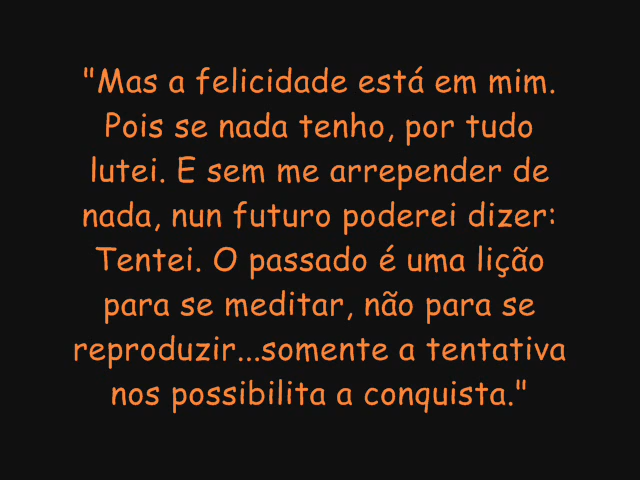 "Mas a felicidade está em mim.
Pois se nada tenho, por tudo
lutei. E sem me arrepender de
nada, nun futuro poderei dizer:
Tentei. O passado é uma lição
para se meditar, não para se
reproduzir...somente a tentativa
nos possibilita a conquista."